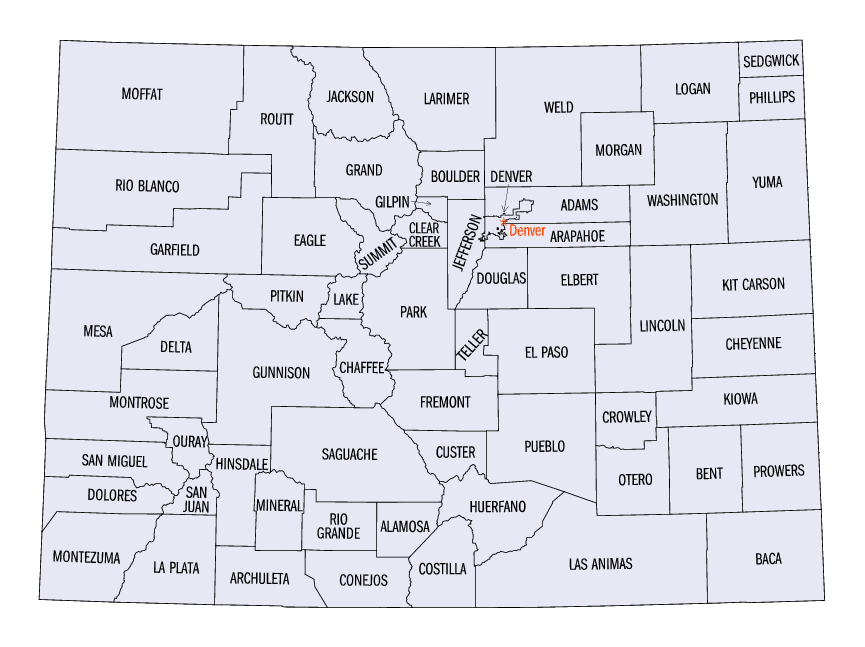 SEDGWICK
MOFFAT
JACKSON
LARIMER
LOGAN
PHILLIPS
WELD
ROUTT
MORGAN
GRAND
BOULDER
DENVER
YUMA
RIO BLANCO
GILPIN
ADAMS
WASHINGTON
CLEAR
CREEK
JEFFERSON
Denver
ARAPAHOE
EAGLE
SUMMIT
GARFIELD
DOUGLAS
ELBERT
KIT CARSON
PITKIN
LAKE
PARK
LINCOLN
MESA
DELTA
TELLER
EL PASO
CHEYENNE
GUNNISON
CHAFFEE
MONTROSE
FREMONT
KIOWA
CROWLEY
OURAY
PUEBLO
SAGUACHE
CUSTER
SAN MIGUEL
HINSDALE
OTERO
BENT
PROWERS
DOLORES
SAN
JUAN
MINERAL
HUERFANO
RIO
GRANDE
ALAMOSA
MONTEZUMA
LA PLATA
ARCHULETA
CONEJOS
COSTILLA
LAS ANIMAS
BACA